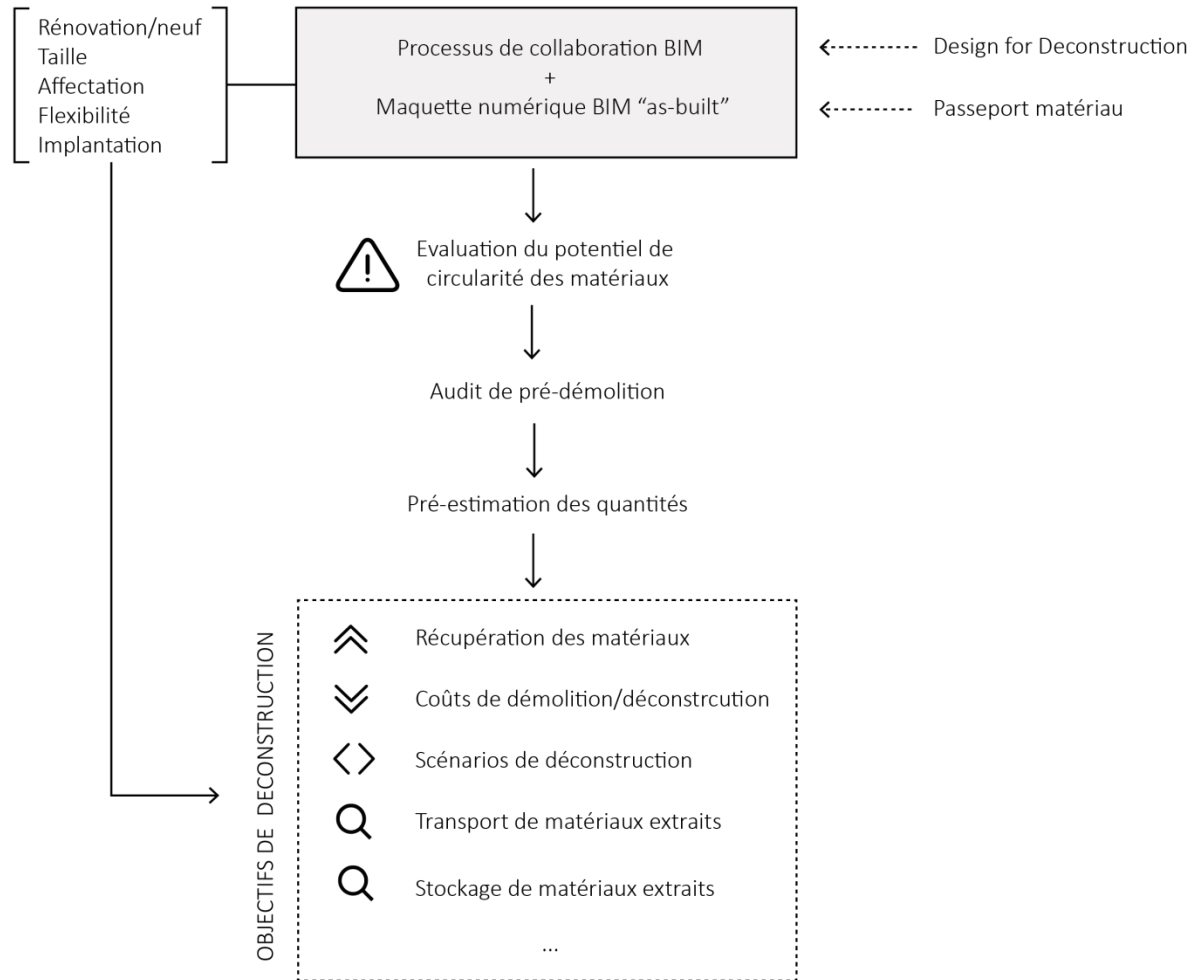 Rénovation/neuf
Taille
Affectation
Flexibilité
Implantation
Processus de collaboration BIM
+
Maquette numérique BIM “as-built”
Design for Deconstruction
Passeport matériau
Evaluation du potentiel de
circularité des matériaux
Audit de pré-démolition
Pré-estimation des quantités
OBJECTIFS DE DECONSTRUCTION
Récupération des matériaux
Coûts de démolition/déconstrcution
Scénarios de déconstruction
Transport de matériaux extraits
Stockage de matériaux extraits
...